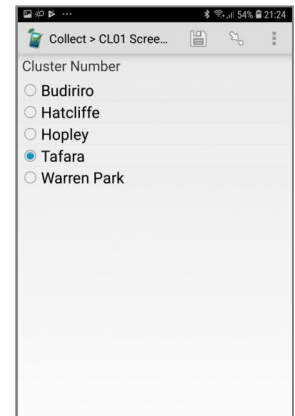 54% 21:24
Collect > CL01 Scree...
Cluster Number
Budiriro
Hatcliffe
Hopley
Tafara
Warren Park